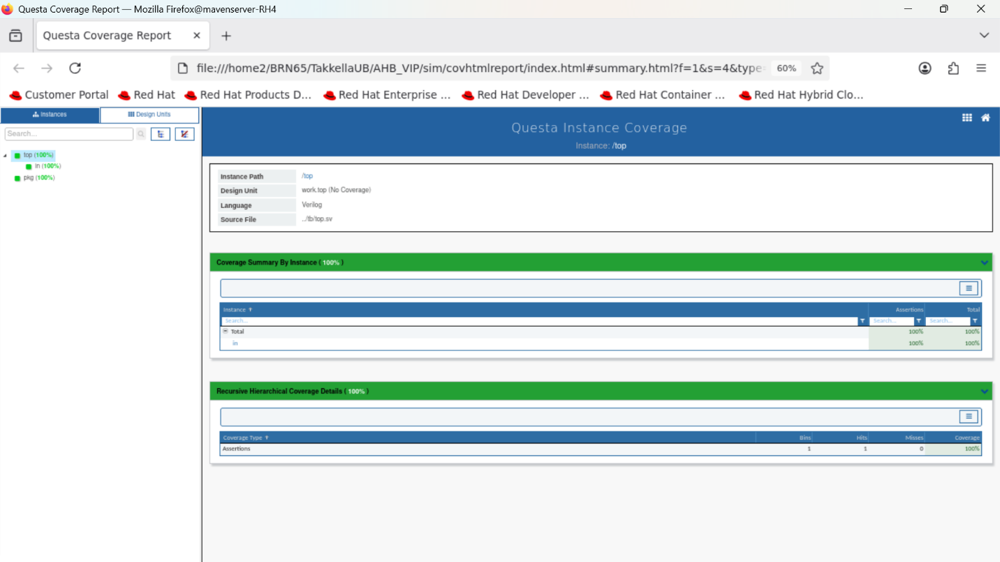 Questa Coverage Report — Mozilla Firefox@mavenserver-RH4
Questa Coverage Report
file:///home2/BRN65/TakkellaUB/AHB_VIP/sim/covhtmlreport/index.html#summary.html?f=1&s=4&type=
60%
Customer Portal Red Hat Red Hat Products D... Red Hat Enterprise ... Red Hat Developer ... Red Hat Container ... Red Hat Hybrid Clo...
Instances Design Units
Search...
top (100%)
in (100%)
pkg (100%)
Questa Instance Coverage
Instance: /top
Instance Path /top
Design Unit work.top (No Coverage)
Language Verilog
Source File ../tb/top.sv
Coverage Summary By Instance ( 100% )
Instance Assertions Total
Search... Search... Search...
Total 100% 100%
in 100% 100%
Recursive Hierarchical Coverage Details ( 100% )
Coverage Type Bins Hits Misses Coverage
Assertions 1 1 0 100%